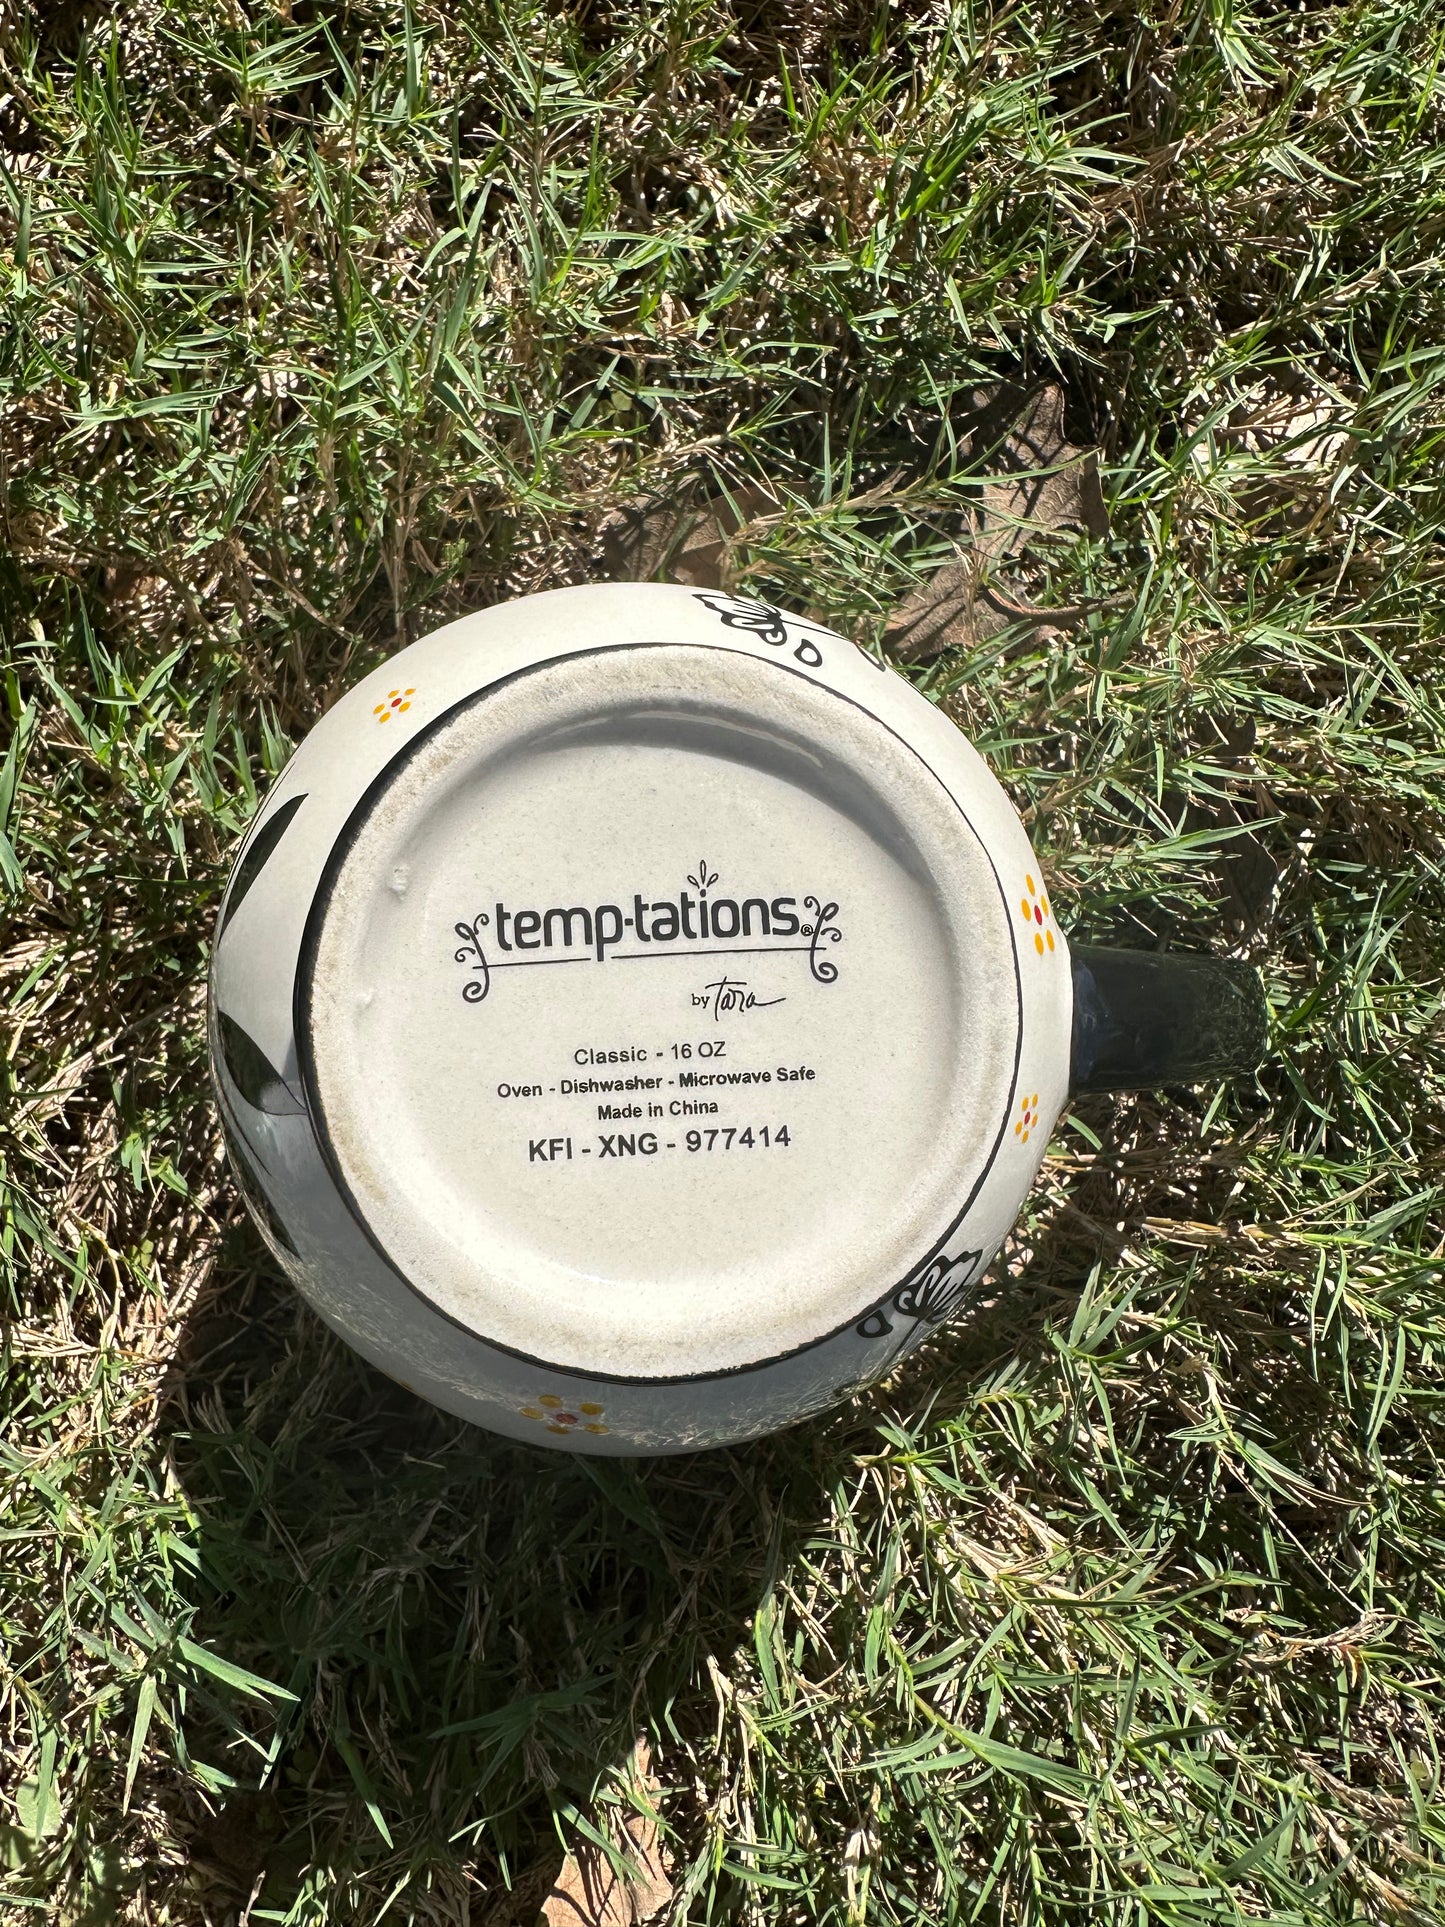 temp-tations®
by Tara
Classic - 16 OZ
Oven - Dishwasher - Microwave Safe
Made in China
KFI - XNG - 977414